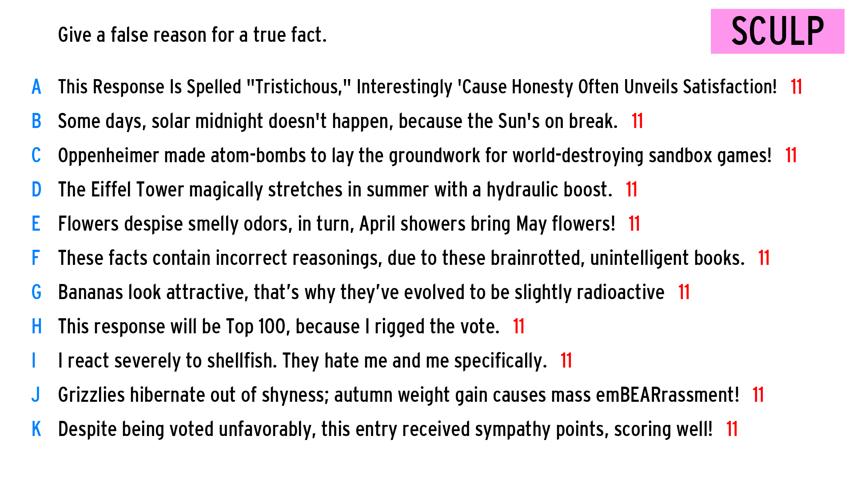 Give a false reason for a true fact.
SCULP
A This Response Is Spelled "Tristichous," Interestingly 'Cause Honesty Often Unveils Satisfaction! 11
B Some days, solar midnight doesn't happen, because the Sun's on break. 11
C Oppenheimer made atom-bombs to lay the groundwork for world-destroying sandbox games! 11
D The Eiffel Tower magically stretches in summer with a hydraulic boost. 11
E Flowers despise smelly odors, in turn, April showers bring May flowers! 11
F These facts contain incorrect reasonings, due to these brainrotted, unintelligent books. 11
G Bananas look attractive, that’s why they’ve evolved to be slightly radioactive 11
H This response will be Top 100, because I rigged the vote. 11
I I react severely to shellfish. They hate me and me specifically. 11
J Grizzlies hibernate out of shyness; autumn weight gain causes mass emBEARrassment! 11
K Despite being voted unfavorably, this entry received sympathy points, scoring well! 11